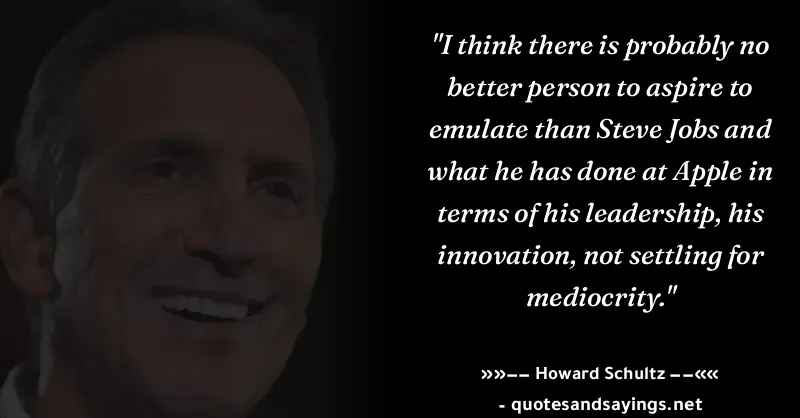 "I think there is probably no
better person to aspire to
emulate than Steve Jobs and
what he has done at Apple in
terms of his leadership, his
innovation, not settling for
mediocrity."
»»–– Howard Schultz ––««
- quotesandsayings.net